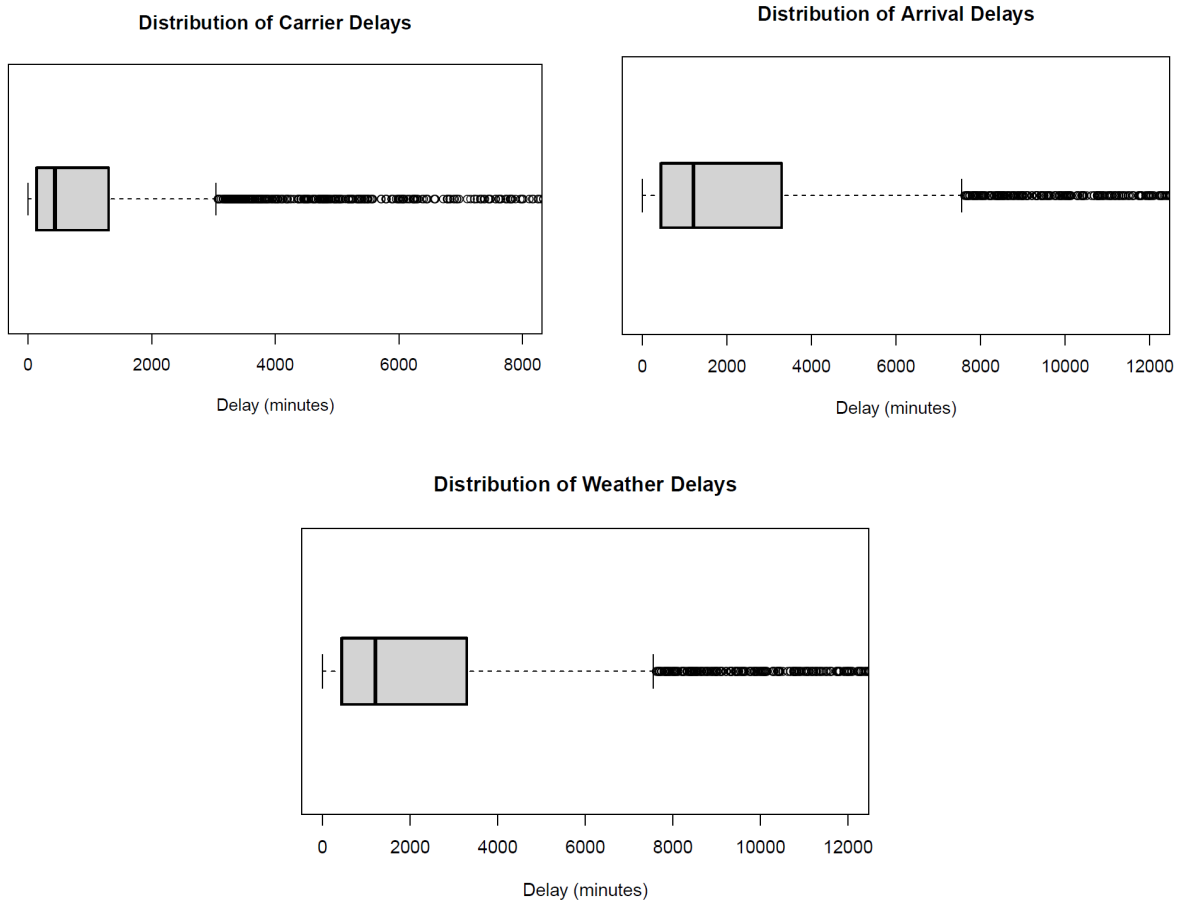 Distribution of Carrier Delays
0 2000 4000 6000 8000
Delay (minutes)
Distribution of Arrival Delays
0 2000 4000 6000 8000 10000 12000
Delay (minutes)
Distribution of Weather Delays
0 2000 4000 6000 8000 10000 12000
Delay (minutes)